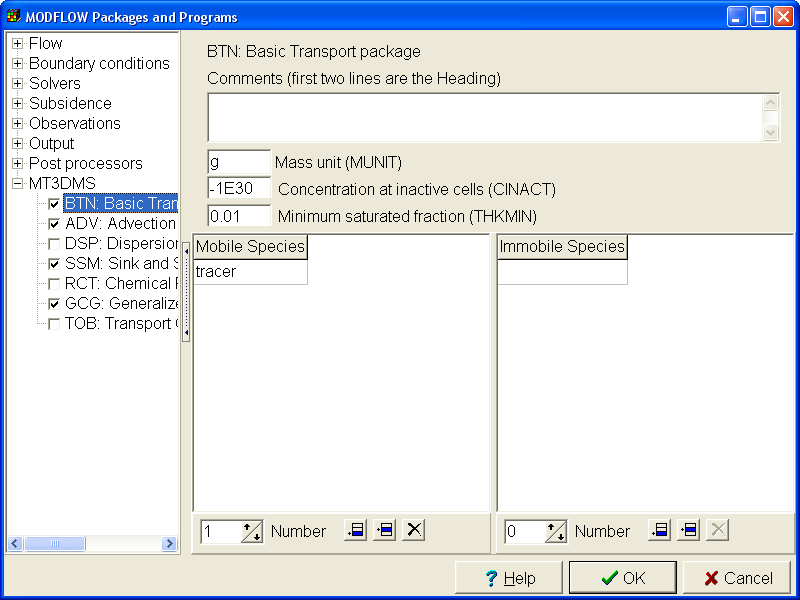 MODFLOW Packages and Programs
Flow
Boundary conditions
Solvers
Subsidence
Observations
Output
Post processors
MT3DMS
BTN: Basic Tran
ADV: Advection
DSP: Dispersion
SSM: Sink and S
RCT: Chemical R
GCG: Generalize
TOB: Transport O
BTN: Basic Transport package
Comments (first two lines are the Heading)
g Mass unit (MUNIT)
-1E30 Concentration at inactive cells (CINACT)
0.01 Minimum saturated fraction (THKMIN)
Mobile Species
tracer
1 Number
Immobile Species
0 Number
? Help
OK
Cancel